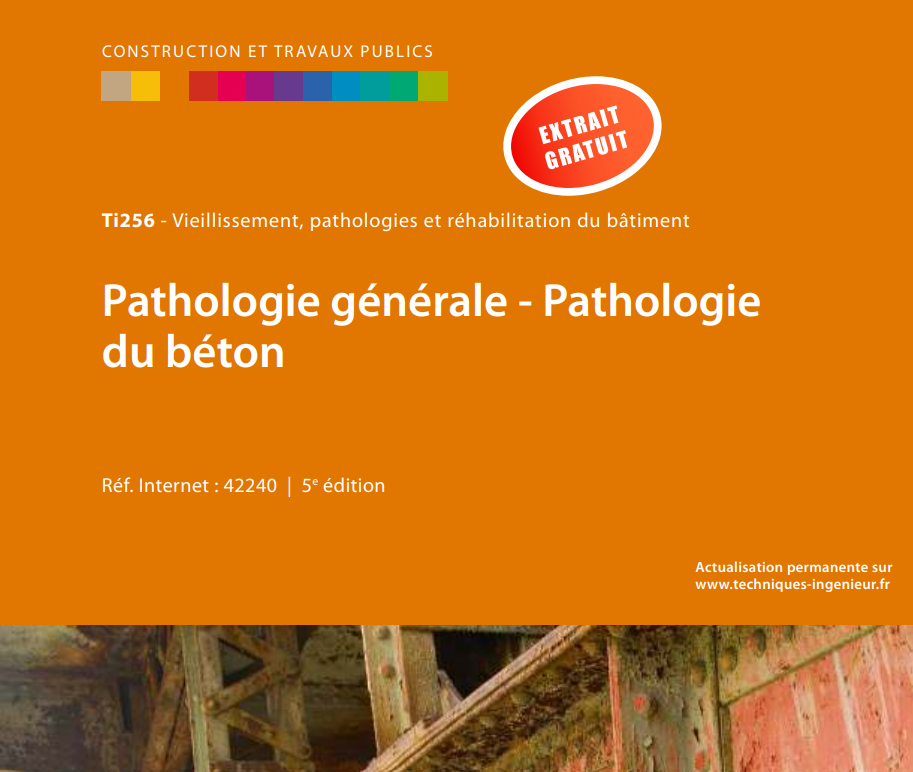 CONSTRUCTION ET TRAVAUX PUBLICS
EXTRAIT
GRATUIT
Ti256 - Vieillissement, pathologies et réhabilitation du bâtiment
Pathologie générale - Pathologie
du béton
Réf. Internet : 42240 | 5e édition
Actualisation permanente sur
www.techniques-ingenieur.fr